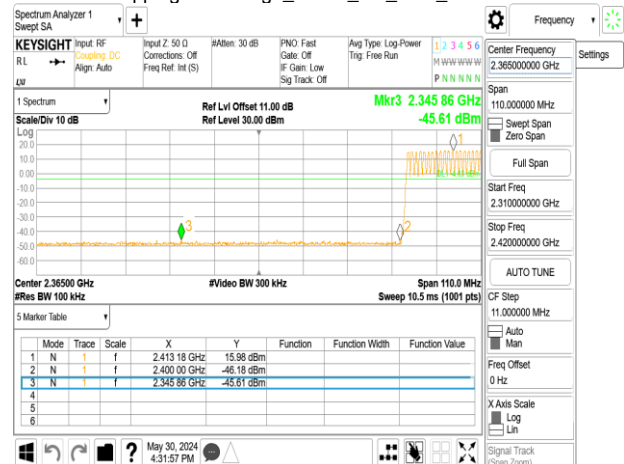 Spectrum Analyzer 1
Swept SA
Frequency
KEYSIGHT
Input: RF
Input Z: 50 Ω
#Atten: 30 dB
PNO: Fast
Avg Type: Log-Power
1 2 3 4 5 6
RL
Coupling: DC
Corrections: Off
Gate: Off
Trig: Free Run
M W W W W W
Align: Auto
Freq Ref: Int (S)
IF Gain: Low
P N N N N N
Sig Track: Off
LXI
Center Frequency
2.365000000 GHz
Settings
Span
110.000000 MHz
Swept Span
Zero Span
Full Span
Start Freq
2.310000000 GHz
Stop Freq
2.420000000 GHz
AUTO TUNE
CF Step
11.000000 MHz
Auto
Man
Freq Offset
0 Hz
X Axis Scale
Log
Lin
Signal Track
(Span Zoom)
1 Spectrum
Ref Lvl Offset 11.00 dB
Mkr3 2.345 86 GHz
Scale/Div 10 dB
Ref Level 30.00 dBm
-45.61 dBm
Log
20.0
10.0
0.00
-10.0
-20.0
-30.0
-40.0
-50.0
-60.0
1
2
3
Center 2.36500 GHz
#Video BW 300 kHz
Span 110.0 MHz
#Res BW 100 kHz
Sweep 10.5 ms (1001 pts)
5 Marker Table
Mode Trace Scale X Y Function Function Width Function Value
1 N 1 f 2.413 18 GHz 15.98 dBm
2 N 1 f 2.400 00 GHz -46.18 dBm
3 N 1 f 2.345 86 GHz -45.61 dBm
4
5
6
?
May 30, 2024
4:31:57 PM